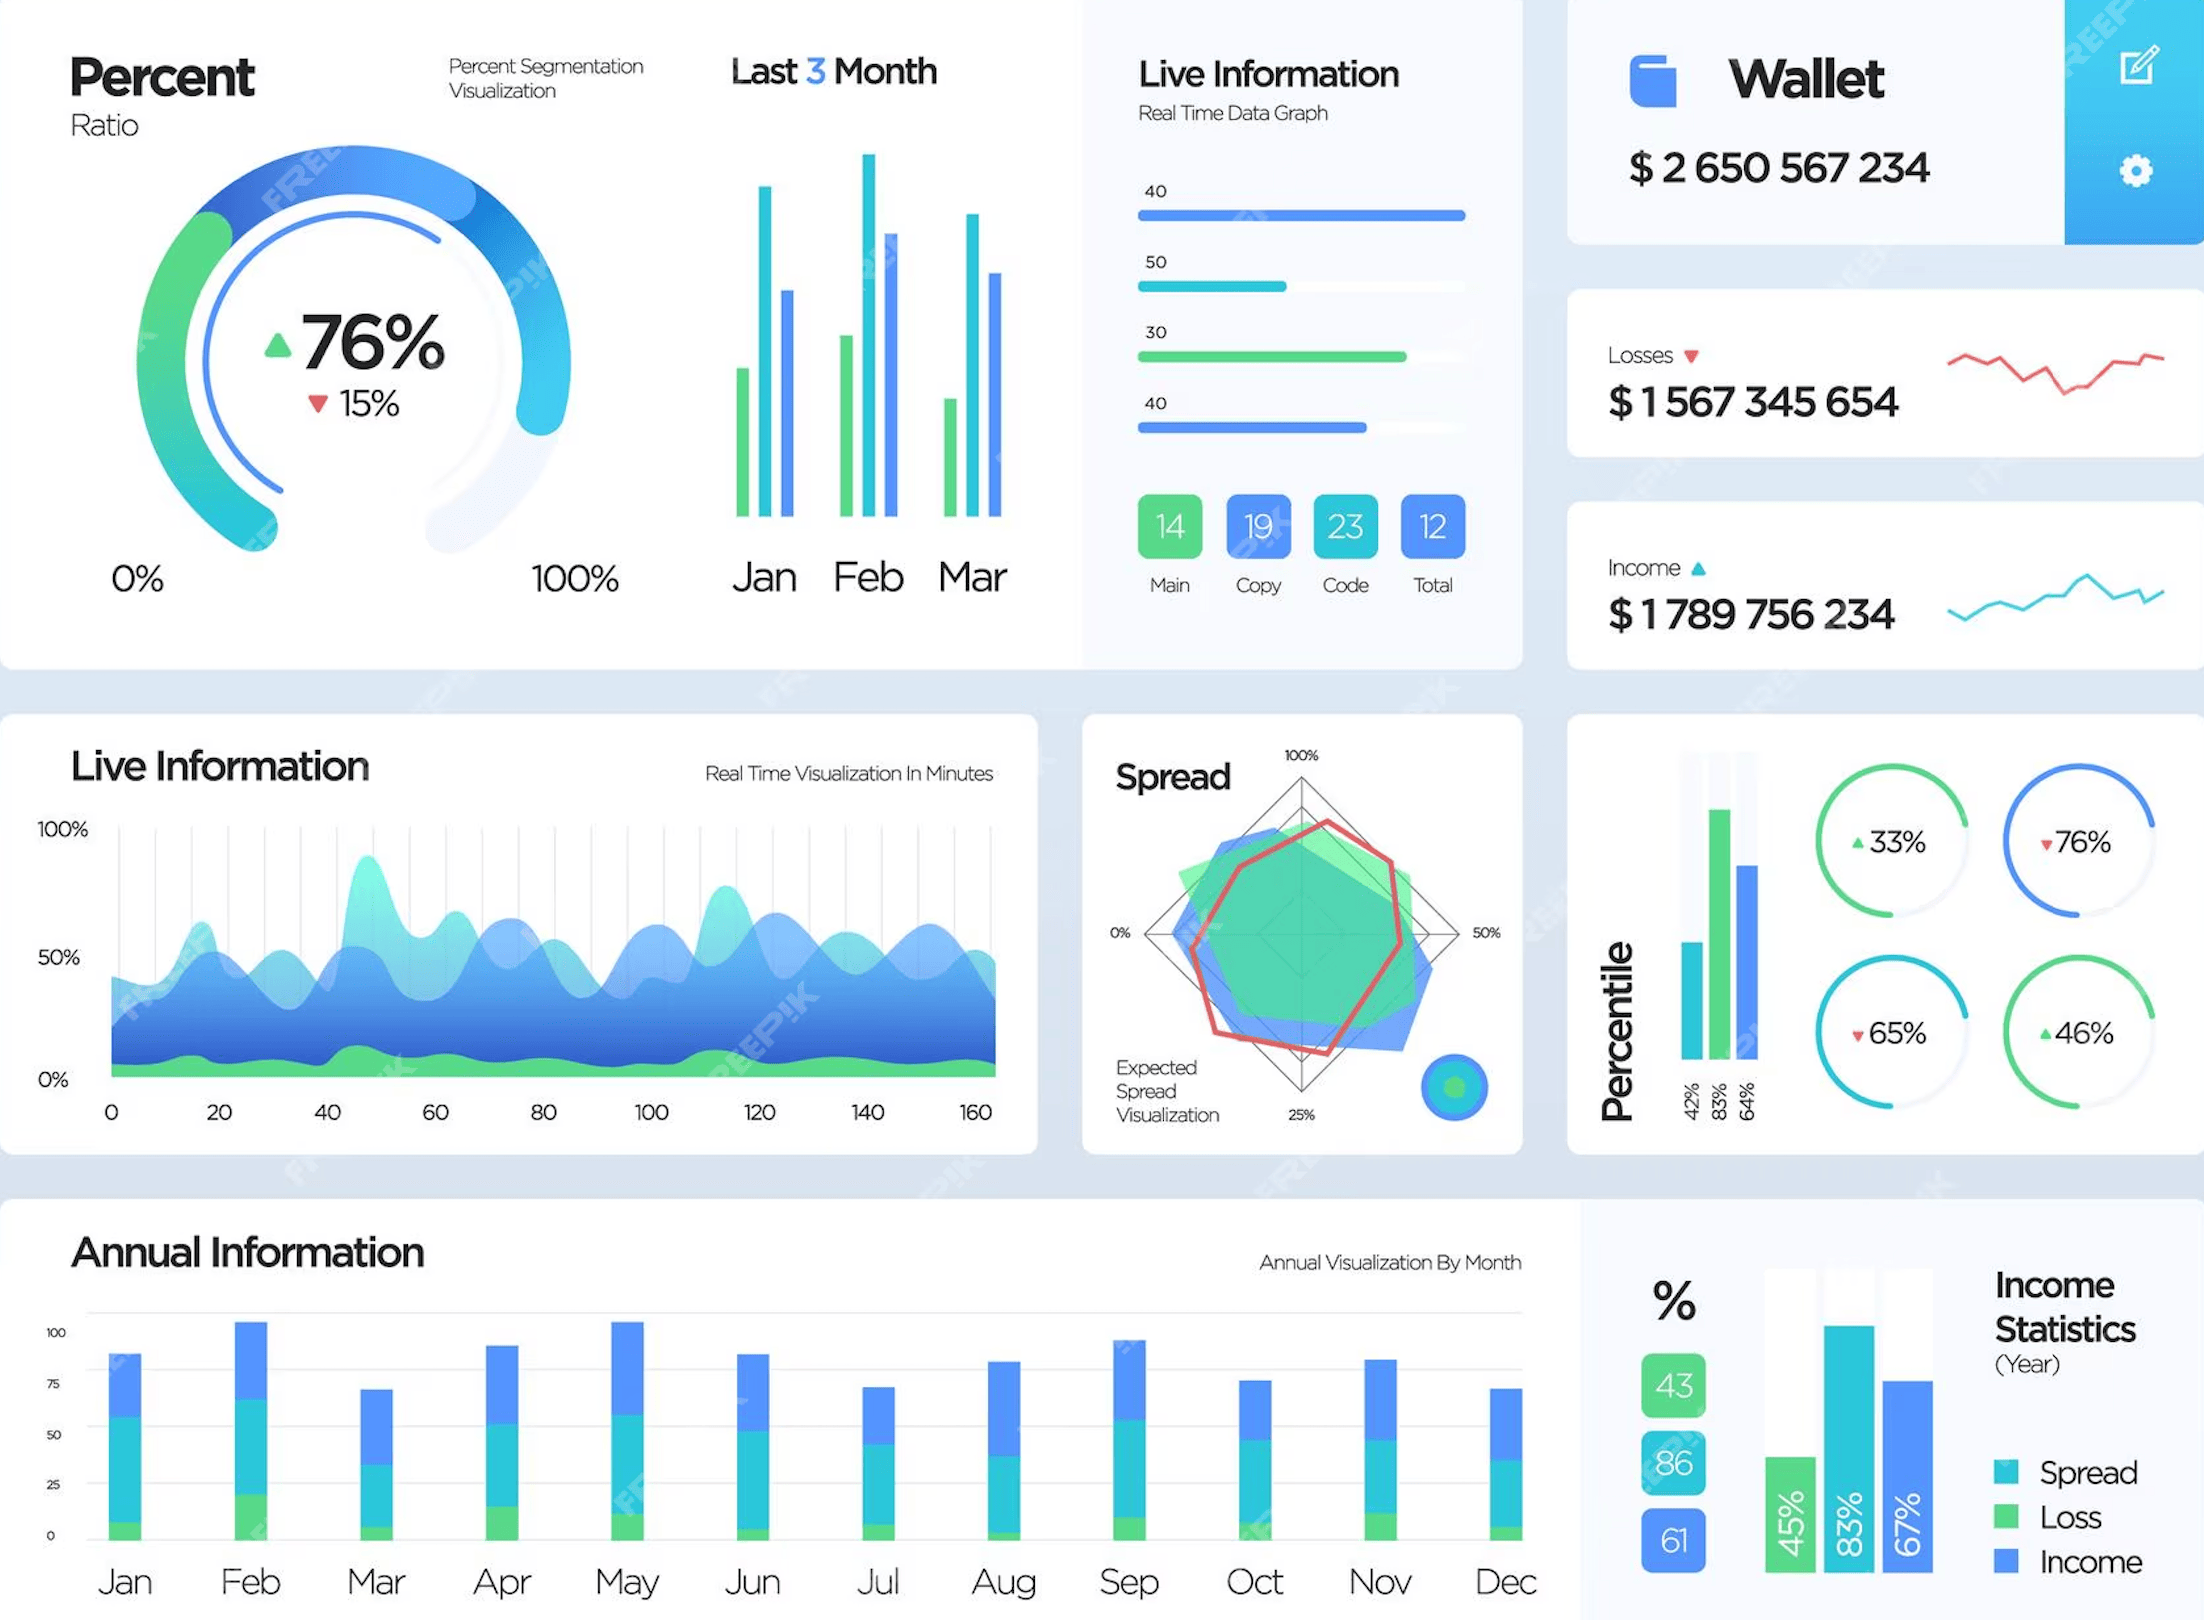 Percent
Ratio
Percent Segmentation
Visualization
76%
15%
0%
100%
Last 3 Month
Jan
Feb
Mar
Live Information
Real Time Data Graph
40
50
30
40
14
19
23
12
Main
Copy
Code
Total
Wallet
$ 2 650 567 234
Losses
$ 1 567 345 654
Income
$ 1 789 756 234
Live Information
Real Time Visualization In Minutes
100%
50%
0%
0
20
40
60
80
100
120
140
160
Spread
100%
0%
50%
25%
Expected
Spread
Visualization
Percentile
42%
83%
64%
33%
76%
65%
46%
Annual Information
Annual Visualization By Month
100
75
50
25
0
Jan
Feb
Mar
Apr
May
Jun
Jul
Aug
Sep
Oct
Nov
Dec
%
43
86
61
45%
83%
67%
Income
Statistics
(Year)
Spread
Loss
Income
FREEPIK